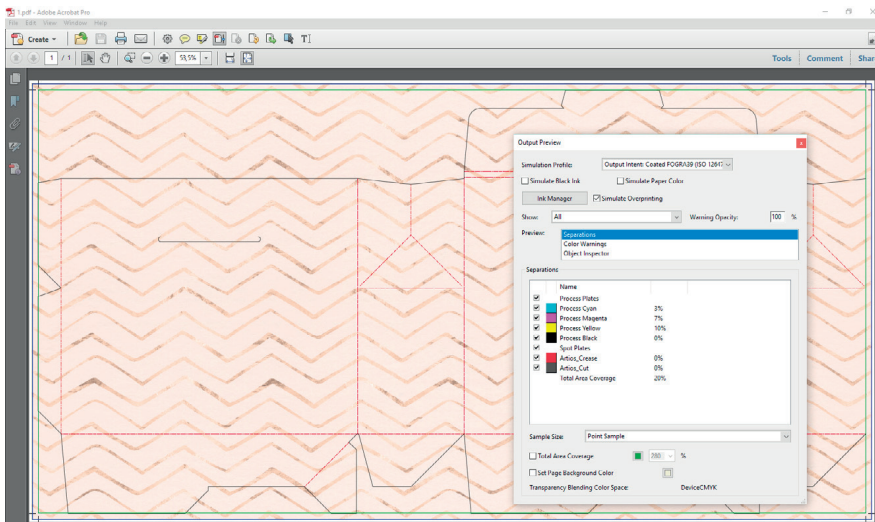 1.pdf - Adobe Acrobat Pro
File Edit View Window Help
Create
1 / 1 53,5%
Tools Comment Shar
Output Preview
Simulation Profile: Output Intent: Coated FOGRA39 (ISO 12647
Simulate Black Ink Simulate Paper Color
Ink Manager Simulate Overprinting
Show: All Warning Opacity: 100 %
Preview: Separations
Color Warnings
Object Inspector
Separations
Name
Process Plates
Process Cyan 3%
Process Magenta 7%
Process Yellow 10%
Process Black 0%
Spot Plates
Artios_Crease 0%
Artios_Cut 0%
Total Area Coverage 20%
Sample Size: Point Sample
Total Area Coverage 280 %
Set Page Background Color
Transparency Blending Color Space: DeviceCMYK